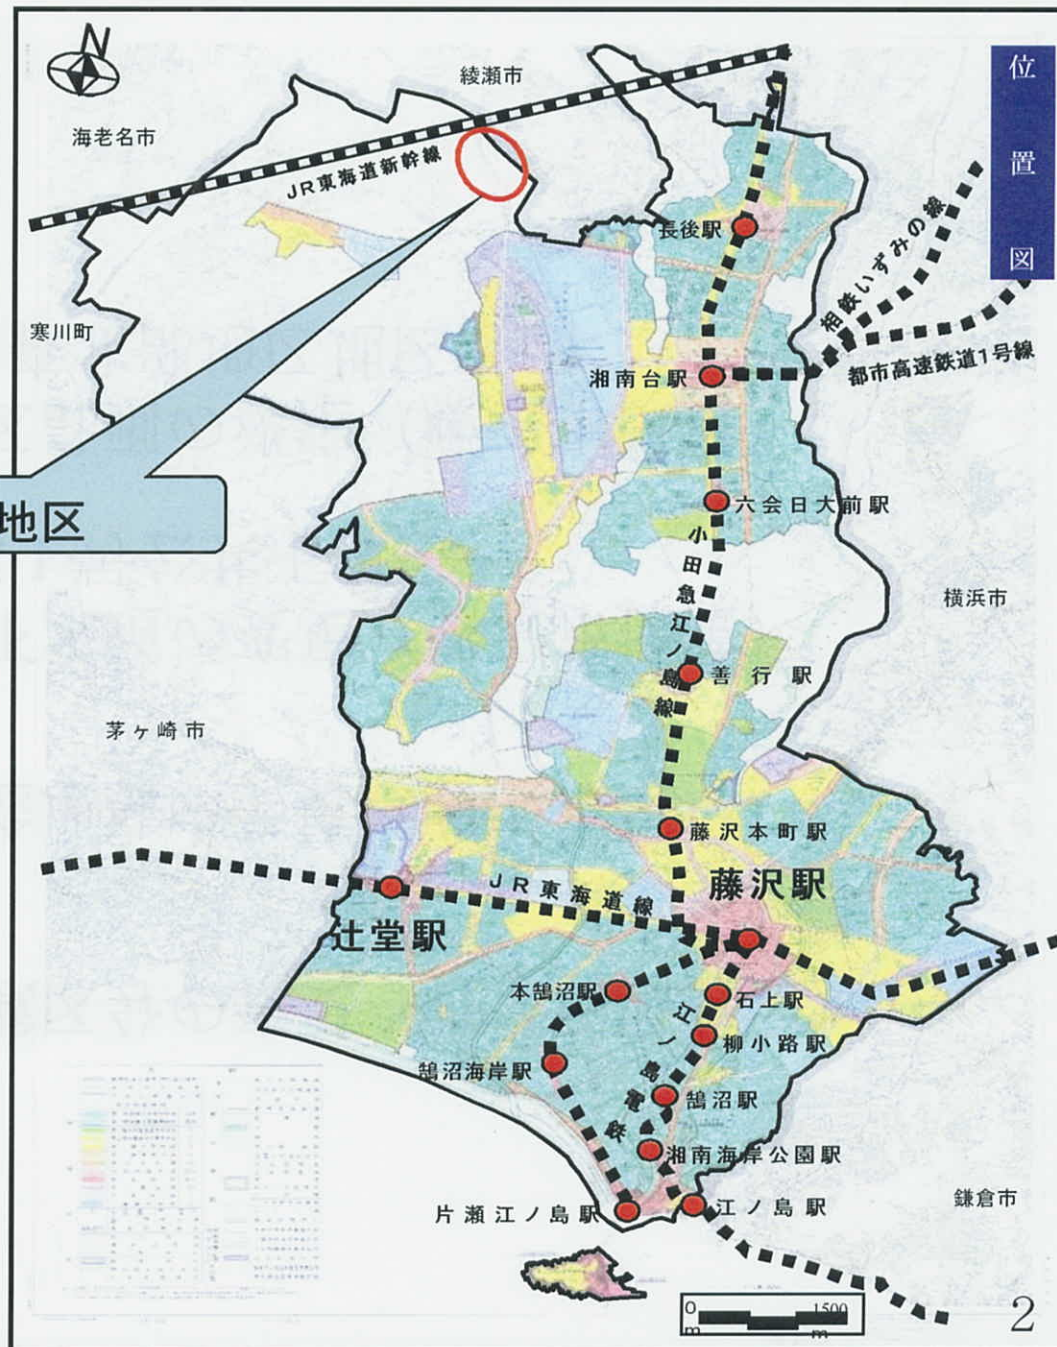 N
位置図
綾瀬市
海老名市
JR東海道新幹線
長後駅
相鉄いずみの線
寒川町
都市高速鉄道1号線
湘南台駅
六会日大前駅
地区
小田急江ノ島線
横浜市
善行駅
茅ヶ崎市
藤沢本町駅
藤沢駅
JR東海道線
辻堂駅
本鵠沼駅
石上駅
江ノ島電鉄
柳小路駅
鵠沼海岸駅
鵠沼駅
湘南海岸公園駅
鎌倉市
片瀬江ノ島駅
江ノ島駅
0 1500
m m
2